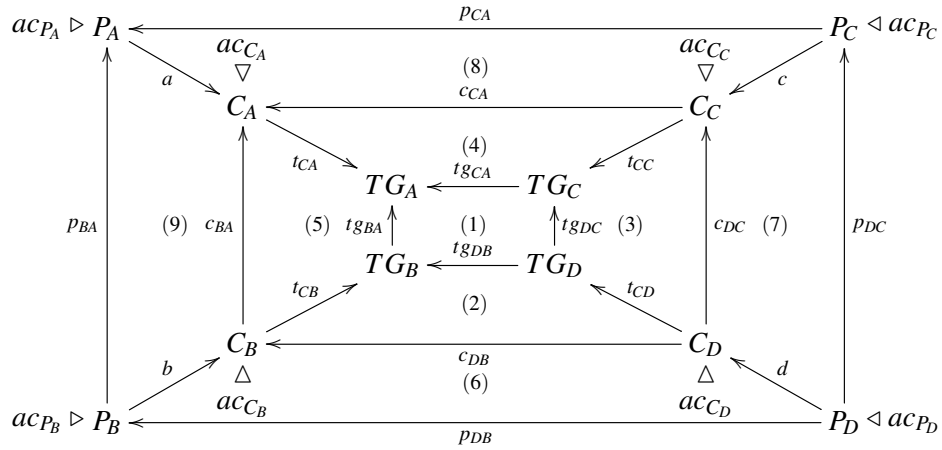 p_{CA}
ac_{P_A} ▷ P_A P_C ◁ ac_{P_C}
ac_{C_A} ac_{C_C}
▽ ▽
a (8) c
c_{CA}
C_A C_C
(4)
t_{CA} tg_{CA} t_{CC}
TG_A TG_C
p_{BA} (9) c_{BA} (5) tg_{BA} (1) tg_{DC} (3) c_{DC} (7) p_{DC}
tg_{DB}
TG_B TG_D
t_{CB} (2) t_{CD}
C_B C_D
c_{DB}
b △ (6) △ d
ac_{C_B} ac_{C_D}
ac_{P_B} ▷ P_B P_D ◁ ac_{P_D}
p_{DB}